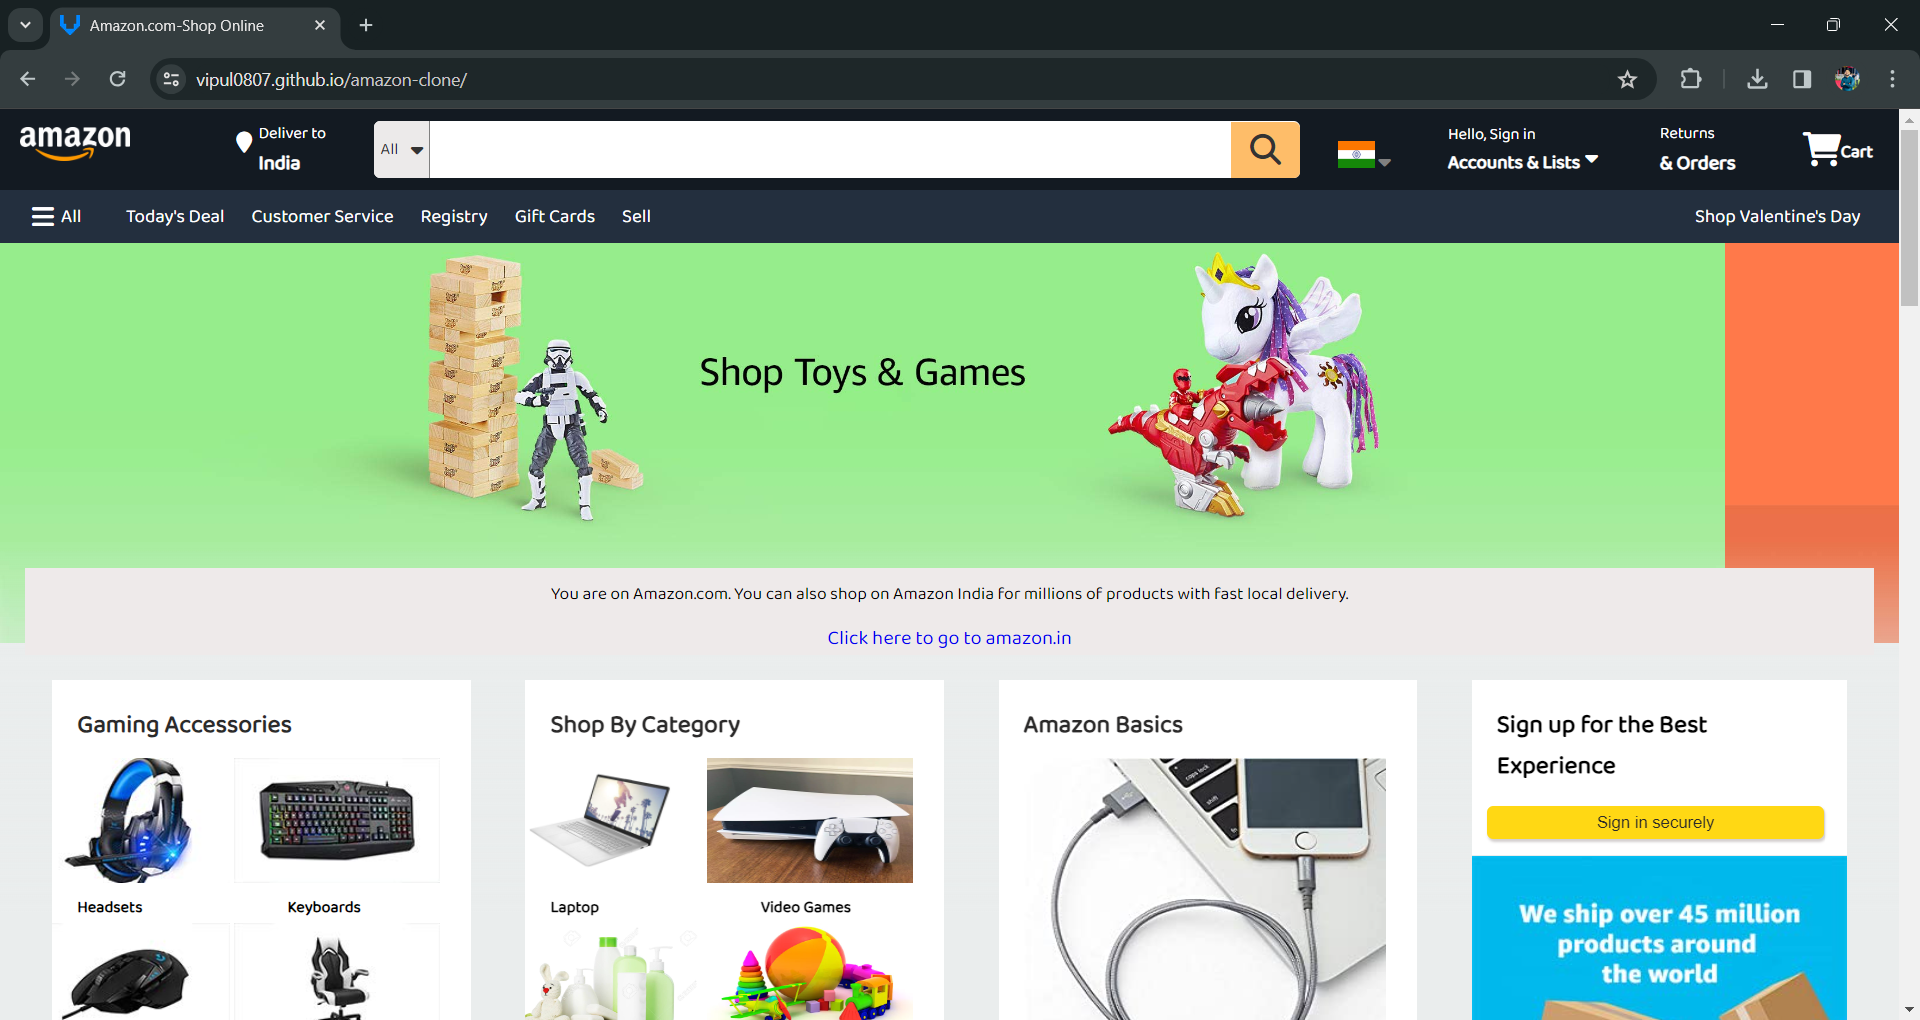 Amazon.com-Shop Online
vipul0807.github.io/amazon-clone/
amazon
Deliver to
India
All
Hello, Sign in
Accounts & Lists
Returns
& Orders
Cart
All
Today's Deal
Customer Service
Registry
Gift Cards
Sell
Shop Valentine's Day
Shop Toys & Games
You are on Amazon.com. You can also shop on Amazon India for millions of products with fast local delivery.
Click here to go to amazon.in
Gaming Accessories
Headsets
Keyboards
Shop By Category
Laptop
Video Games
Amazon Basics
caps lock
shift
Sign up for the Best
Experience
Sign in securely
We ship over 45 million
products around
the world